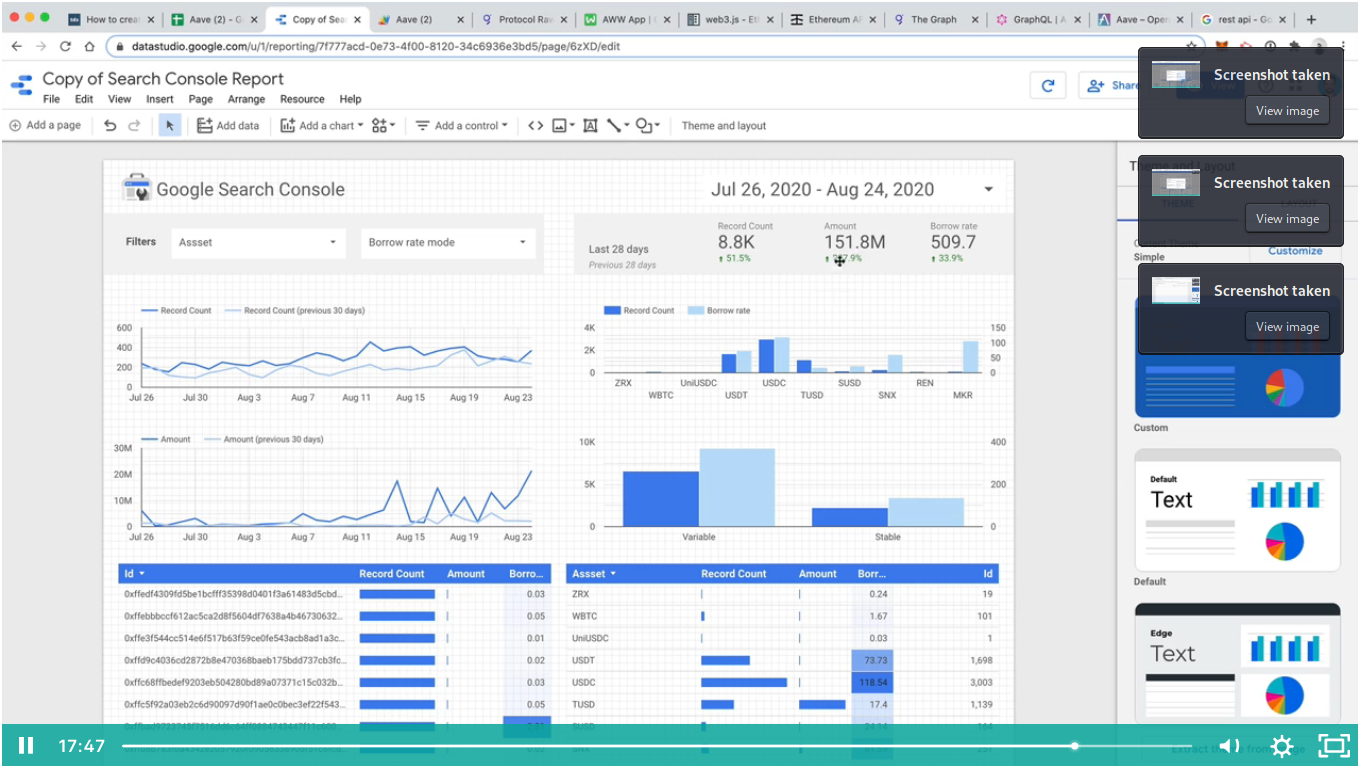 How to creat
Aave (2) - G
Copy of Sear
Aave (2)
Protocol Rav
AWW App |
web3.js - Et
Ethereum AP
The Graph
GraphQL | A
Aave – Open
rest api - Go
datastudio.google.com/u/1/reporting/7f777acd-0e73-4f00-8120-34c6936e3bd5/page/6zXD/edit
Copy of Search Console Report
File Edit View Insert Page Arrange Resource Help
Share
Add a page
Add data
Add a chart
Add a control
Theme and layout
Screenshot taken
View image
Screenshot taken
View image
Screenshot taken
View image
Theme and Layout
THEME LAYOUT
Simple
Customize
Custom
Default
Text
Default
Edge
Text
Google Search Console
Jul 26, 2020 - Aug 24, 2020
Filters
Assset
Borrow rate mode
Last 28 days
Previous 28 days
Record Count
8.8K
51.5%
Amount
151.8M
Borrow rate
509.7
33.9%
Record Count Record Count (previous 30 days)
600
400
200
0
Jul 26 Jul 30 Aug 3 Aug 7 Aug 11 Aug 15 Aug 19 Aug 23
Record Count Borrow rate
4K 150
100
2K 50
0 0
ZRX UniUSDC USDC SUSD REN
WBTC USDT TUSD SNX MKR
Amount Amount (previous 30 days)
30M
20M
10M
0
Jul 26 Jul 30 Aug 3 Aug 7 Aug 11 Aug 15 Aug 19 Aug 23
10K 400
5K 200
0 0
Variable Stable
Id Record Count Amount Borro...
0xffedf4309fd5be1bcfff35398d0401f3a61483d5cbd... 0.03
0xffebbbccf612ac5ca2d8f5604df7638a4b46730632... 0.05
0xffe3f544cc514e6f517b63f59ce0fe543acb8ad1a3c... 0.01
0xffd9c4036cd2872b8e470368baeb175bdd737cb3fc... 0.02
0xffc68ffbedef9203eb504280bd89a07371c15c032b... 0.03
0xffc5f92a03eb2c6d90097d90f1ae0c0bec3ef22f543... 0.05
Assset Record Count Amount Borr... Id
ZRX 0.24 19
WBTC 1.67 101
UniUSDC 0.03 1
USDT 73.73 1,698
USDC 118.54 3,003
TUSD 17.4 1,139
SUSD
SNX
17:47